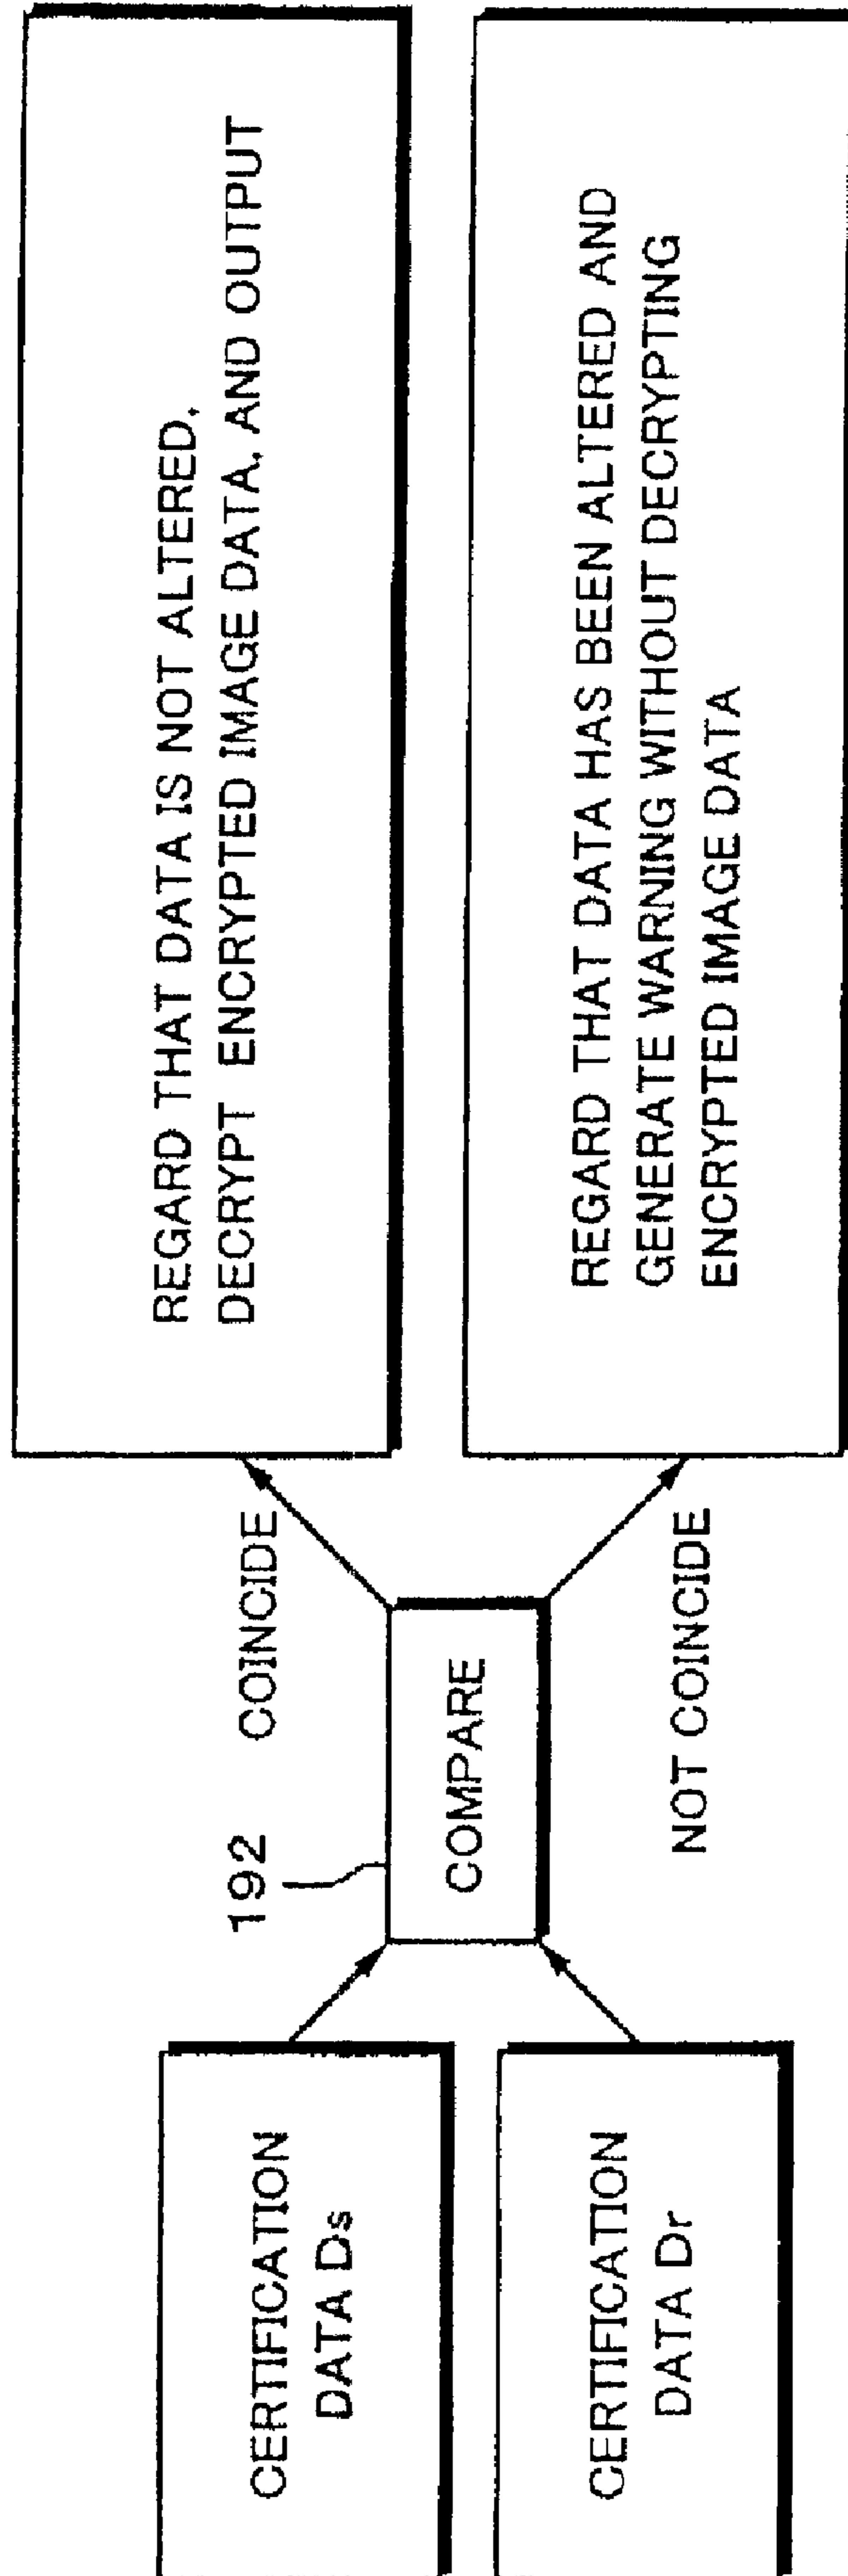 CERTIFICATION
DATA Ds
CERTIFICATION
DATA Dr
192
COMPARE
COINCIDE
NOT COINCIDE
REGARD THAT DATA IS NOT ALTERED,
DECRYPT ENCRYPTED IMAGE DATA, AND OUTPUT
REGARD THAT DATA HAS BEEN ALTERED AND
GENERATE WARNING WITHOUT DECRYPTING
ENCRYPTED IMAGE DATA